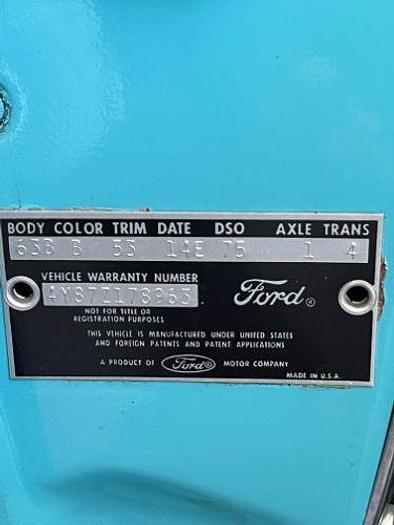 BODY COLOR TRIM DATE DSO AXLE TRANS
63B B 53 14E 75 1 4
VEHICLE WARRANTY NUMBER
4Y87Z178963
Ford ®
NOT FOR TITLE OR
REGISTRATION PURPOSES
THIS VEHICLE IS MANUFACTURED UNDER UNITED STATES
AND FOREIGN PATENTS AND PATENT APPLICATIONS
A PRODUCT OF Ford® MOTOR COMPANY
MADE IN U.S.A.